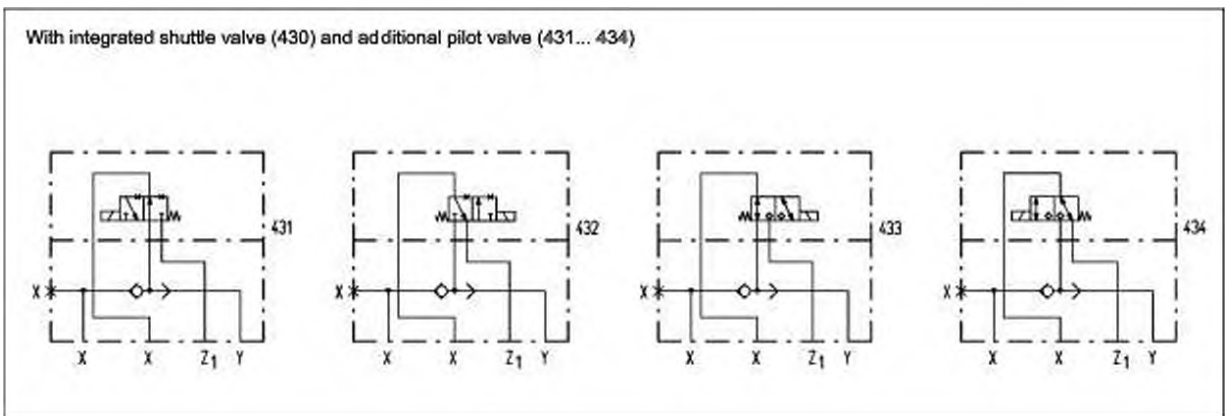 With integrated shuttle valve (430) and additional pilot valve (431... 434)
431
432
433
434
X
X
X
X
X X Z1 Y
X X Z1 Y
X X Z1 Y
X X Z1 Y